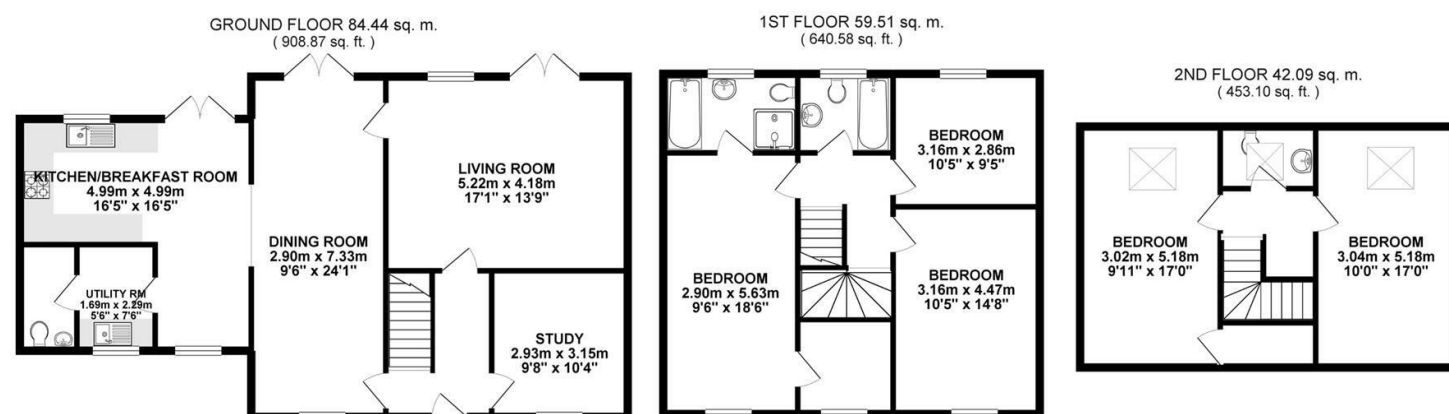 GROUND FLOOR 84.44 sq. m.
( 908.87 sq. ft. )
KITCHEN/BREAKFAST ROOM
4.99m x 4.99m
16'5" x 16'5"
UTILITY RM
1.69m x 2.29m
5'6" x 7'6"
DINING ROOM
2.90m x 7.33m
9'6" x 24'1"
LIVING ROOM
5.22m x 4.18m
17'1" x 13'9"
STUDY
2.93m x 3.15m
9'8" x 10'4"
1ST FLOOR 59.51 sq. m.
( 640.58 sq. ft. )
BEDROOM
3.16m x 2.86m
10'5" x 9'5"
BEDROOM
2.90m x 5.63m
9'6" x 18'6"
BEDROOM
3.16m x 4.47m
10'5" x 14'8"
2ND FLOOR 42.09 sq. m.
( 453.10 sq. ft. )
BEDROOM
3.02m x 5.18m
9'11" x 17'0"
BEDROOM
3.04m x 5.18m
10'0" x 17'0"